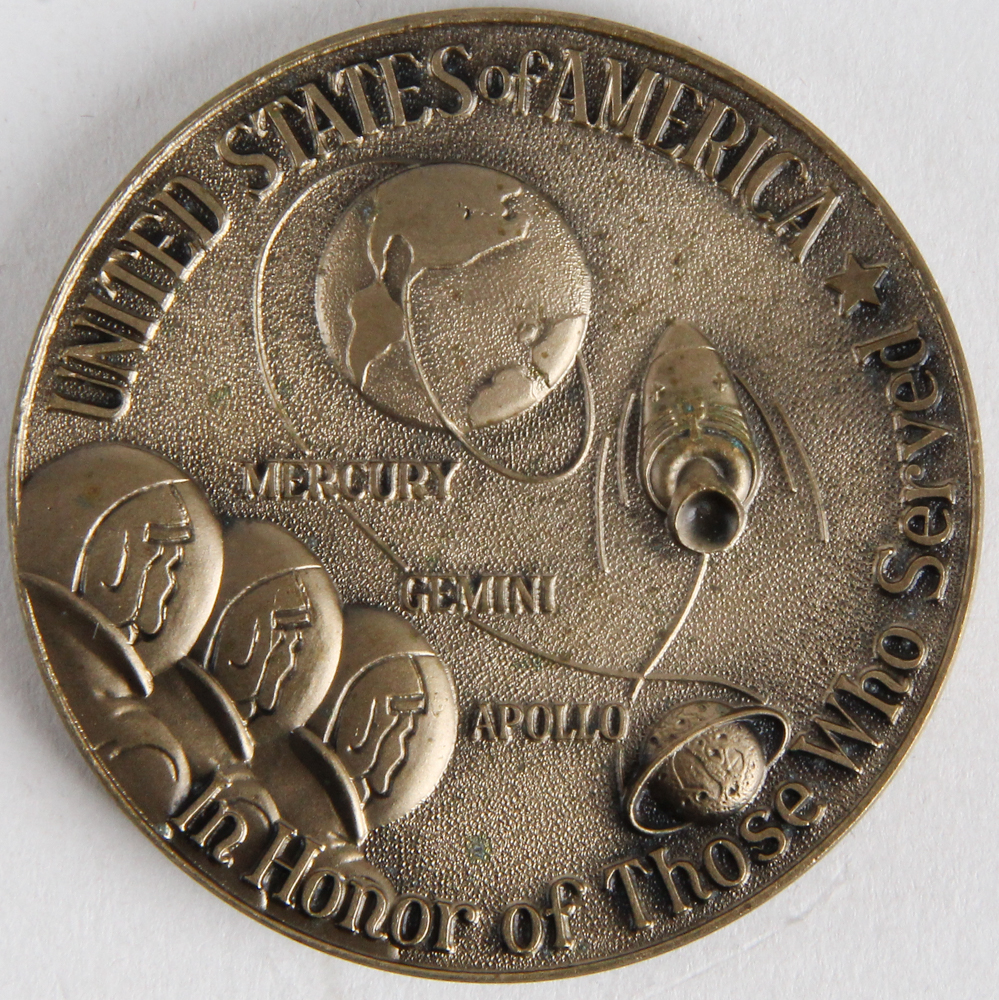 UNITED STATES of AMERICA
MERCURY
GEMINI
APOLLO
In Honor of Those Who Served